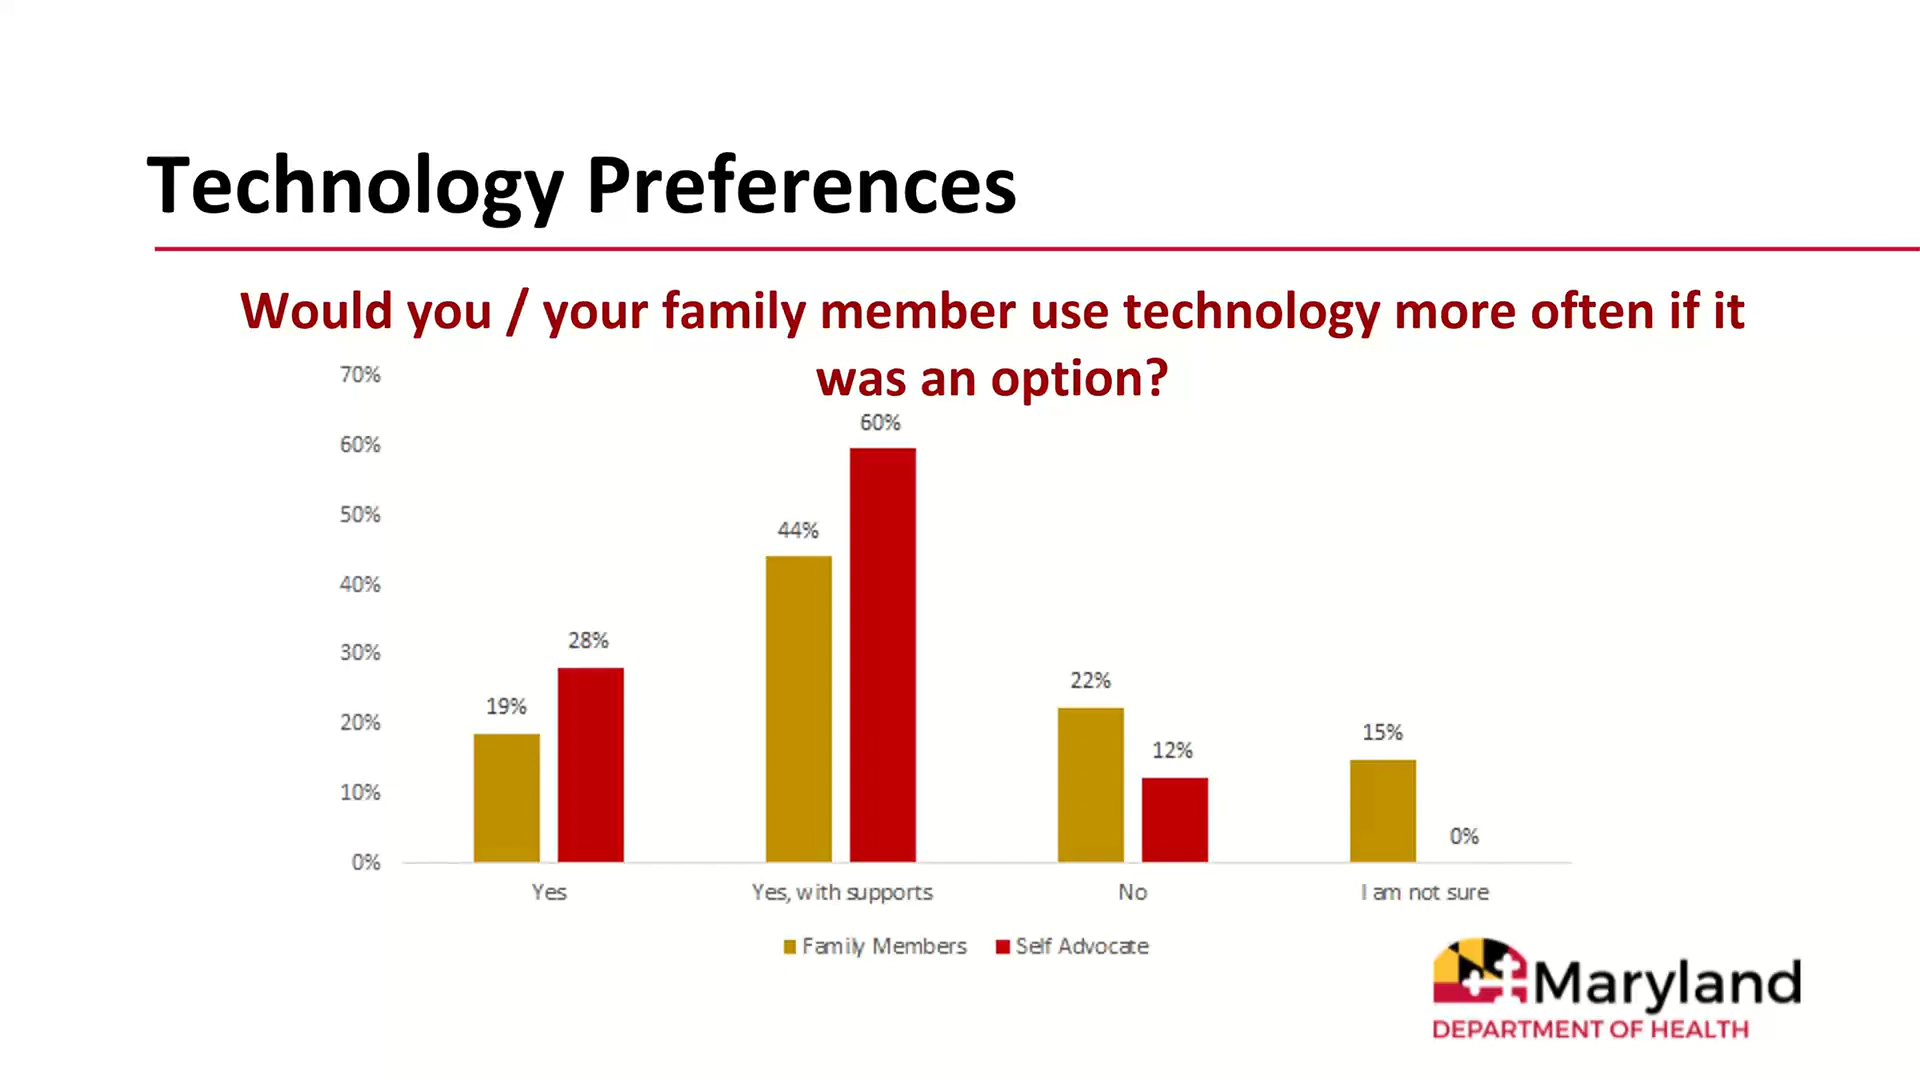 Technology Preferences
Would you / your family member use technology more often if it
was an option?
70%
60%
50%
40%
30%
20%
10%
0%
19%
28%
44%
60%
22%
12%
15%
0%
Yes
Yes, with supports
No
I am not sure
Family Members
Self Advocate
Maryland
DEPARTMENT OF HEALTH